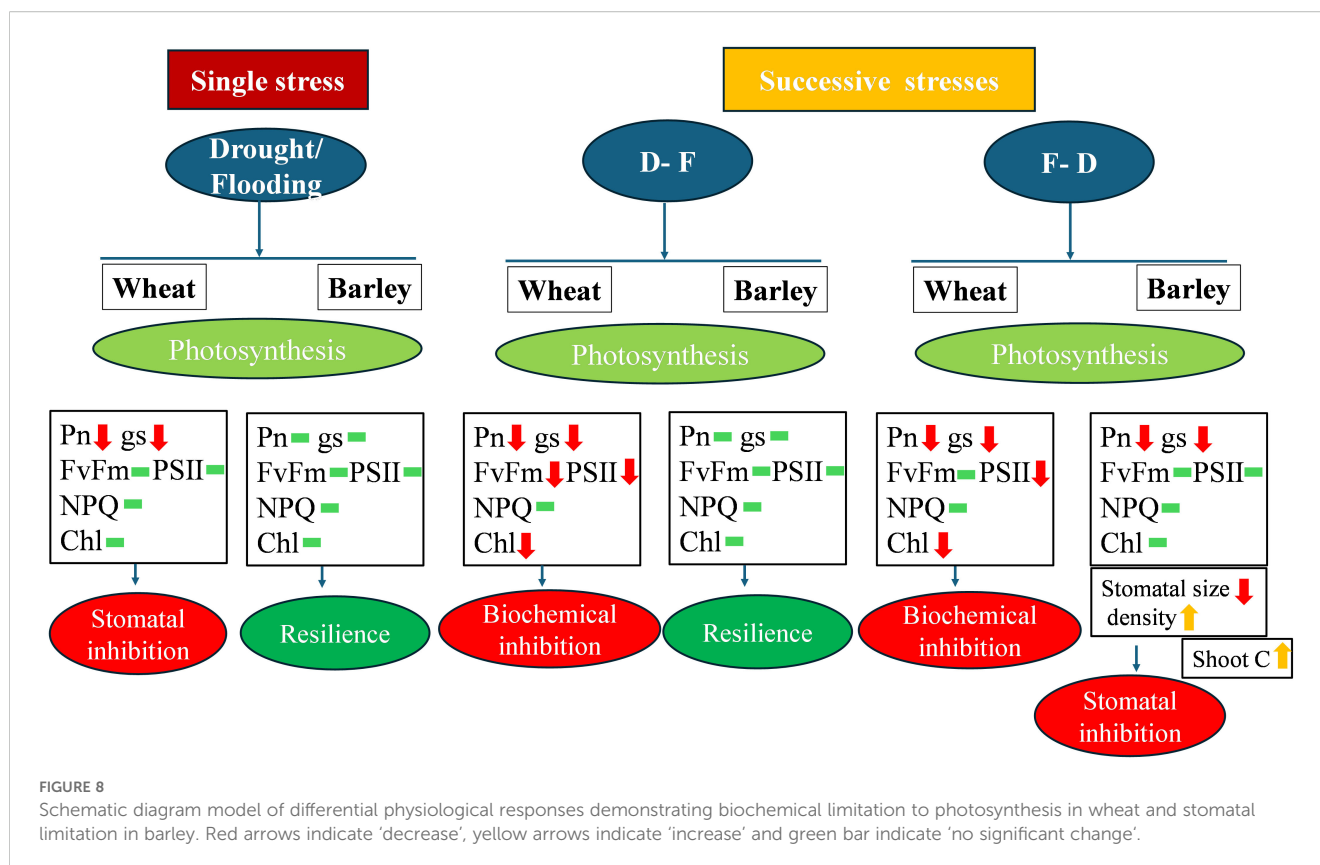 Single stress
Successive stresses
Drought/
Flooding
D- F
F- D
Wheat
Barley
Wheat
Barley
Wheat
Barley
Photosynthesis
Photosynthesis
Photosynthesis
Pn gs
FvFm PSII
NPQ
Chl
Pn gs
FvFm PSII
NPQ
Chl
Pn gs
FvFm PSII
NPQ
Chl
Pn gs
FvFm PSII
NPQ
Chl
Pn gs
FvFm PSII
NPQ
Chl
Pn gs
FvFm PSII
NPQ
Chl
Stomatal
inhibition
Resilience
Biochemical
inhibition
Resilience
Biochemical
inhibition
Stomatal size
density
Shoot C
Stomatal
inhibition
FIGURE 8
Schematic diagram model of differential physiological responses demonstrating biochemical limitation to photosynthesis in wheat and stomatal
limitation in barley. Red arrows indicate ‘decrease’, yellow arrows indicate ‘increase’ and green bar indicate ‘no significant change’.